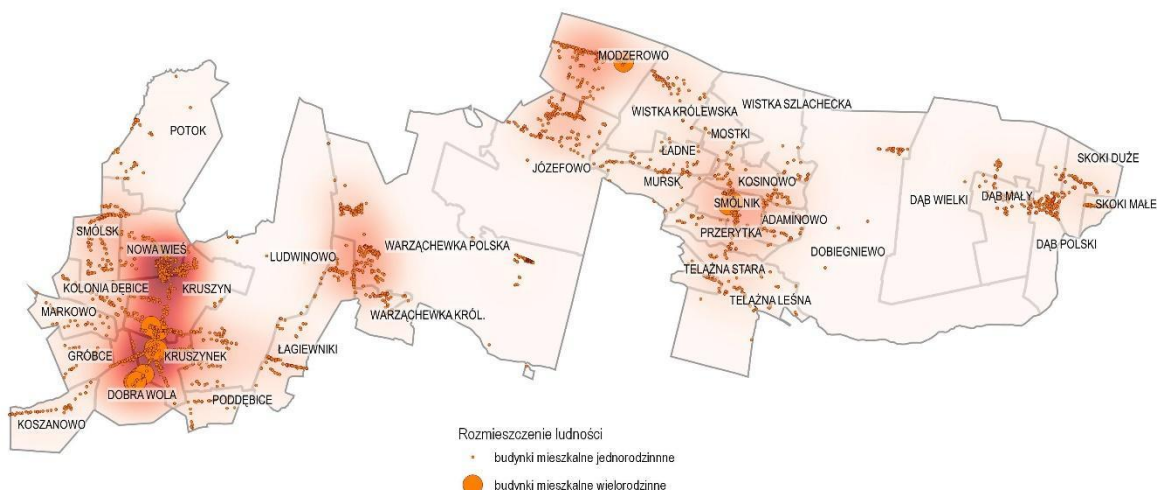 MODZEROWO
WISTKA SZLACHECKA
WISTKA KRÓLEWSKA
POTOK
MOSTKI
ŁADNE
SKOKI DUŻE
JÓZEFOWO
MURSK
KOSINOWO
DĄB WIELKI
DĄB MAŁY
SMÓLNIK
SKOKI MAŁE
ADAMINOWO
SMÓLSK
PRZERYTKA
NOWA WIEŚ
WARZĄCHEWKA POLSKA
DĄB POLSKI
DOBIEGNIEWO
LUDWINOWO
TELĄŻNA STARA
KOLONIA DĘBICE
KRUSZYN
TELĄŻNA LEŚNA
MARKOWO
WARZĄCHEWKA KRÓL.
ŁAGIEWNIKI
GRÓBCE
KRUSZYNEK
DOBRA WOLA
PODDĘBICE
KOSZANOWO
Rozmieszczenie ludności
budynki mieszkalne jednorodzinnne
budynki mieszkalne wielorodzinne